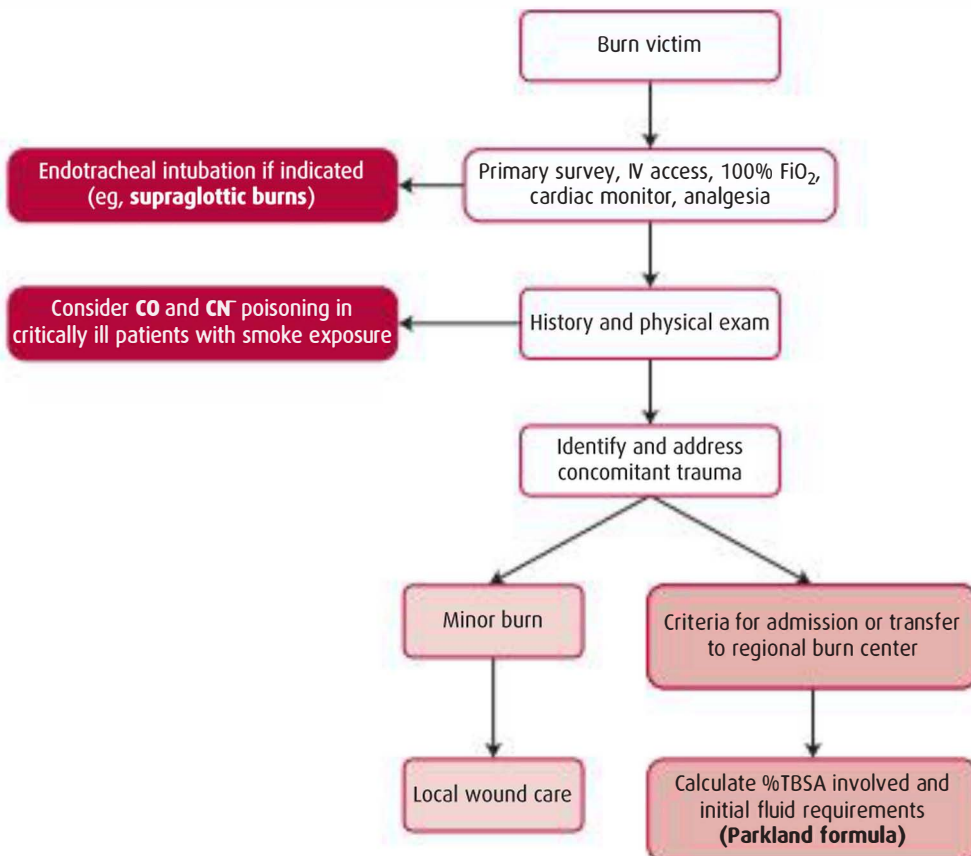 Burn victim
Endotracheal intubation if indicated
(eg, supraglottic burns)
Primary survey, IV access, 100% FiO₂,
cardiac monitor, analgesia
Consider CO and CN⁻ poisoning in
critically ill patients with smoke exposure
History and physical exam
Identify and address
concomitant trauma
Minor burn
Criteria for admission or transfer
to regional burn center
Local wound care
Calculate %TBSA involved and
initial fluid requirements
(Parkland formula)